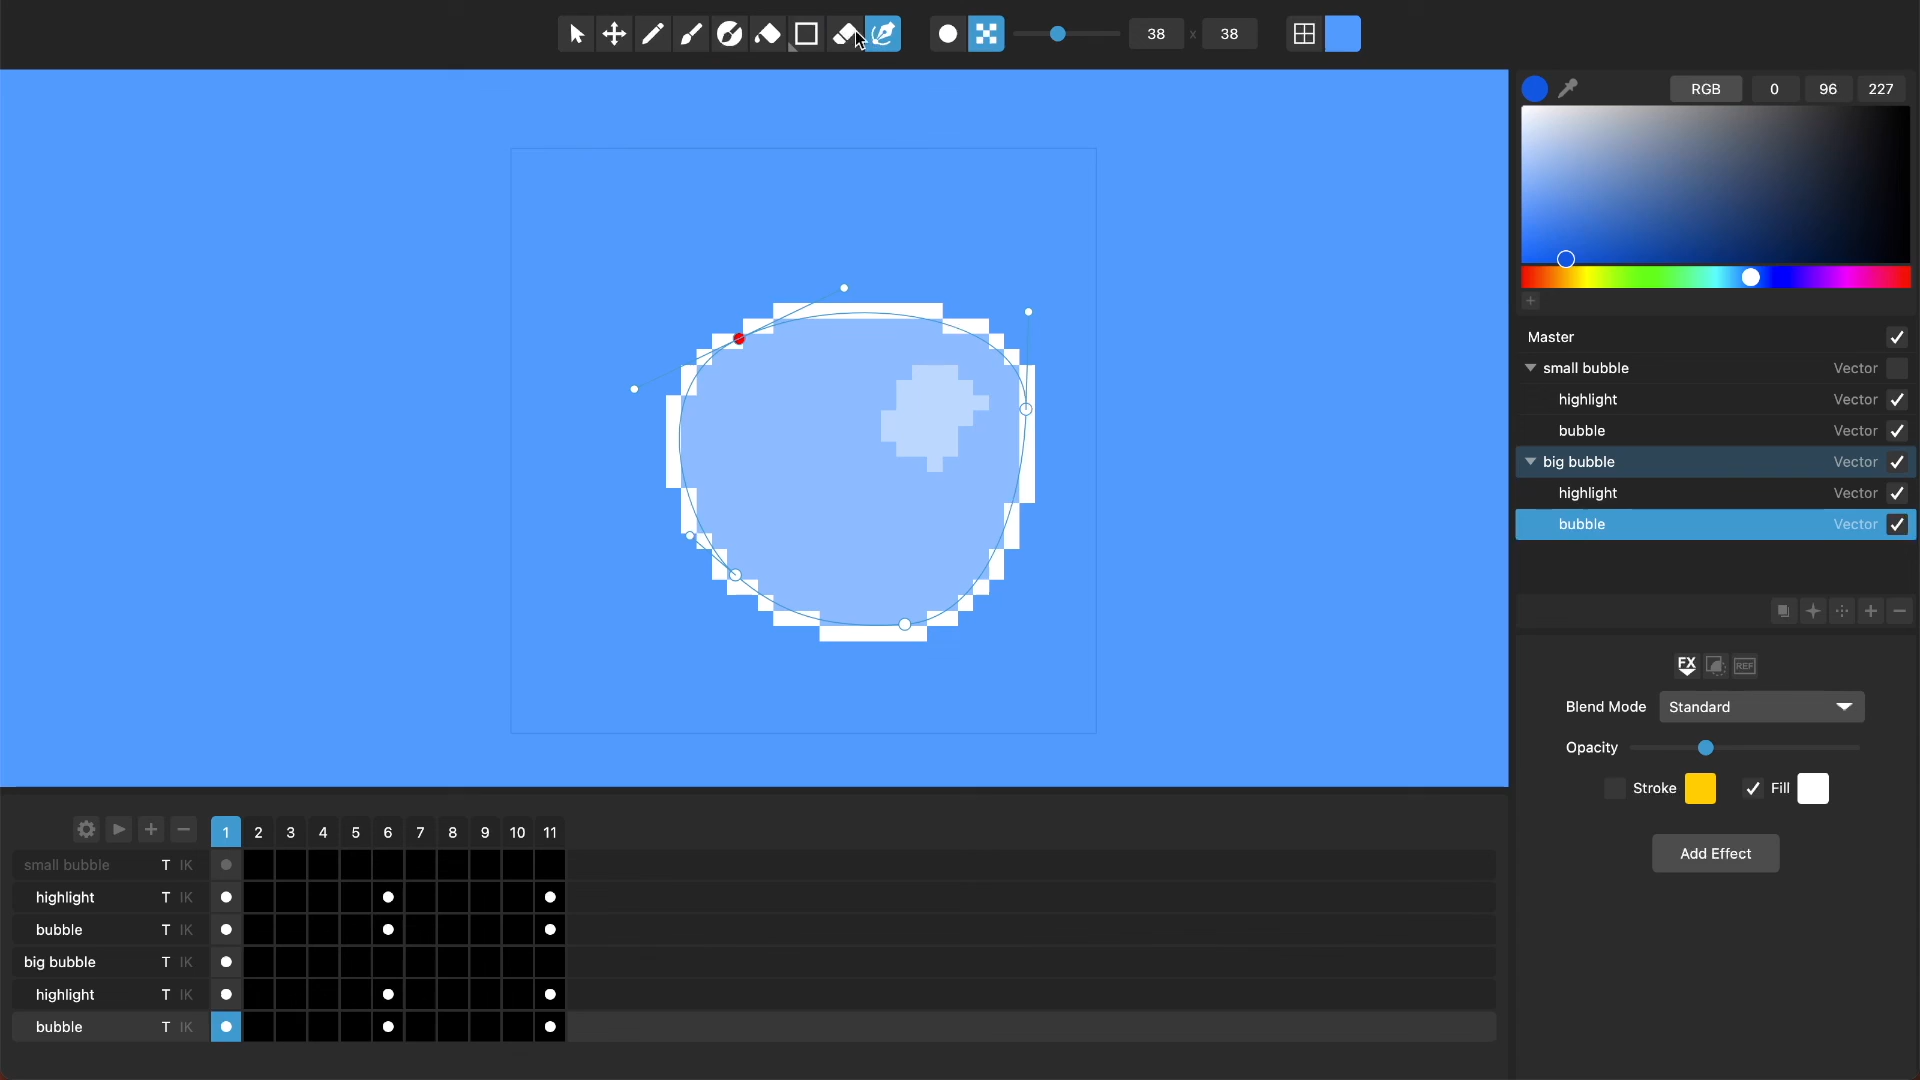 38 x 38
RGB 0 96 227
Master
small bubble Vector
highlight Vector
bubble Vector
big bubble Vector
highlight Vector
bubble Vector
FX REF
Blend Mode Standard
Opacity
Stroke Fill
Add Effect
1 2 3 4 5 6 7 8 9 10 11
small bubble T IK
highlight T IK
bubble T IK
big bubble T IK
highlight T IK
bubble T IK